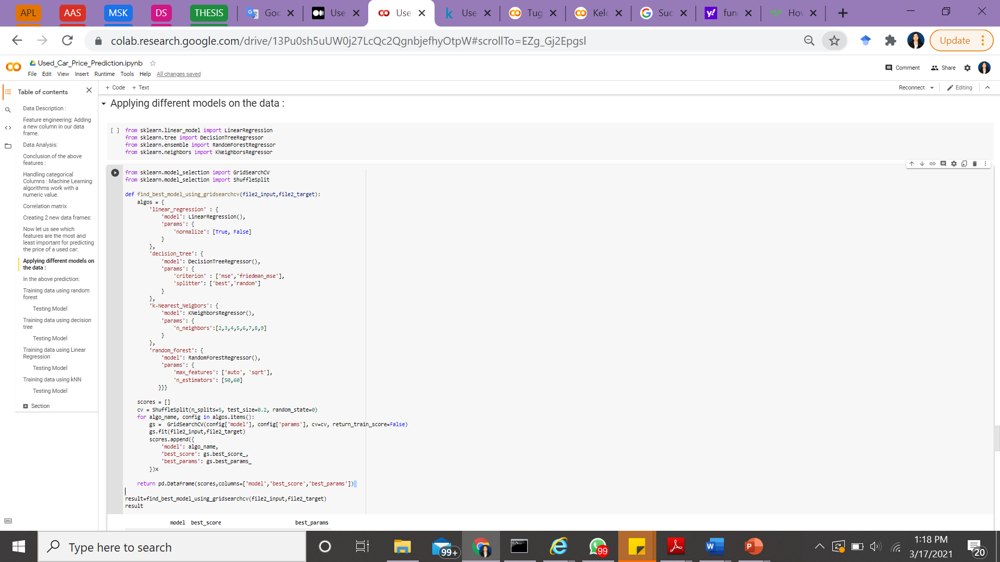 APL
AAS
MSK
DS
THESIS
Goo
Use
Use
Use
Tug
Kelo
Suc
fun
How
colab.research.google.com/drive/13Pu0sh5uUW0j27LcQc2QgnbjefhyOtpW#scrollTo=EZg_Gj2Epgsl
Update
Used_Car_Price_Prediction.ipynb
File Edit View Insert Runtime Tools Help All changes saved
Comment
Share
Table of contents
+ Code + Text
Reconnect
Editing
Data Description :
Feature engineering: Adding
a new column in our data
frame.
Data Analysis:
Conclusion of the above
features :
Handling categorical
Columns : Machine Learning
algorithms work with a
numeric value.
Correlation matrix
Creating 2 new data frames:
Now let us see which
features are the most and
least important for predicting
the price of a used car:
Applying different models on
the data :
In the above prediction:
Training data using random
forest
Testing Model
Training data using decision
tree
Testing Model
Training data using Linear
Regression
Testing Model
Training data using kNN
Testing Model
Section
Applying different models on the data :
[ ] from sklearn.linear_model import LinearRegression
from sklearn.tree import DecisionTreeRegressor
from sklearn.ensemble import RandomForestRegressor
from sklearn.neighbors import KNeighborsRegressor
from sklearn.model_selection import GridSearchCV
from sklearn.model_selection import ShuffleSplit
def find_best_model_using_gridsearchcv(file2_input,file2_target):
algos = {
'linear_regression' : {
'model': LinearRegression(),
'params': {
'normalize': [True, False]
}
},
'decision_tree': {
'model': DecisionTreeRegressor(),
'params': {
'criterion' : ['mse','friedman_mse'],
'splitter': ['best','random']
}
},
'k-Nearest_Neigbors': {
'model': KNeighborsRegressor(),
'params': {
'n_neighbors':[2,3,4,5,6,7,8,9]
}
},
'random_forest': {
'model': RandomForestRegressor(),
'params': {
'max_features': ['auto', 'sqrt'],
'n_estimators': [50,60]
}}}
scores = []
cv = ShuffleSplit(n_splits=5, test_size=0.2, random_state=0)
for algo_name, config in algos.items():
gs = GridSearchCV(config['model'], config['params'], cv=cv, return_train_score=False)
gs.fit(file2_input,file2_target)
scores.append({
'model': algo_name,
'best_score': gs.best_score_,
'best_params': gs.best_params_
})x
return pd.DataFrame(scores,columns=['model','best_score','best_params'])
result=find_best_model_using_gridsearchcv(file2_input,file2_target)
result
model best_score best_params
Type here to search
99+
99
1:18 PM
3/17/2021
20